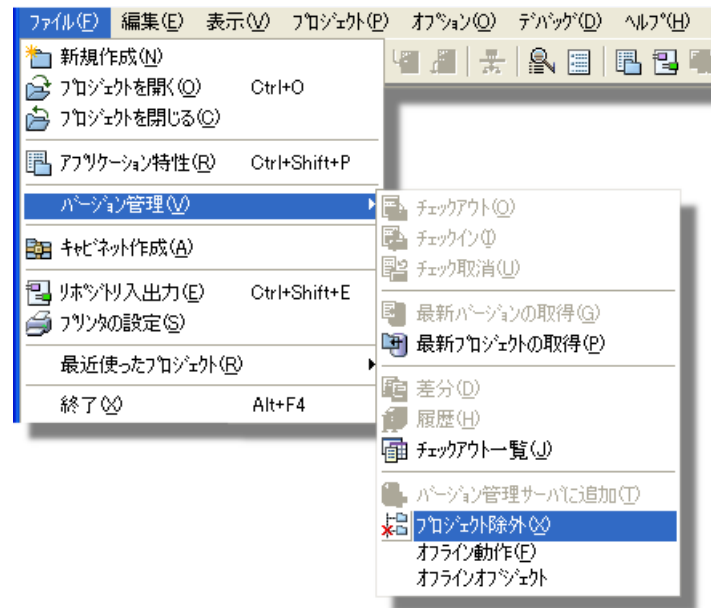 ファイル(F) 編集(E) 表示(V) プロジェクト(P) オプション(O) デバッグ(D) ヘルプ(H)
新規作成(N)
プロジェクトを開く(O) Ctrl+O
プロジェクトを閉じる(C)
アプリケーション特性(R) Ctrl+Shift+P
バージョン管理(V)
キャビネット作成(A)
リポジトリ入出力(E) Ctrl+Shift+E
プリンタの設定(S)
最近使ったプロジェクト(R)
終了(X) Alt+F4
チェックアウト(O)
チェックイン(I)
チェック取消(U)
最新バージョンの取得(G)
最新プロジェクトの取得(P)
差分(D)
履歴(H)
チェックアウト一覧(J)
バージョン管理サーバに追加(T)
プロジェクト除外(X)
オフライン動作(F)
オフラインオブジェクト